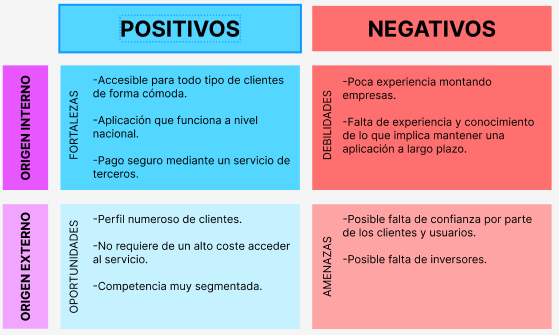 POSITIVOS
NEGATIVOS
ORIGEN INTERNO
FORTALEZAS
-Accesible para todo tipo de clientes
de forma cómoda.
-Aplicación que funciona a nivel
nacional.
-Pago seguro mediante un servicio de
terceros.
DEBILIDADES
-Poca experiencia montando
empresas.
-Falta de experiencia y conocimiento
de lo que implica mantener una
aplicación a largo plazo.
ORIGEN EXTERNO
OPORTUNIDADES
-Perfil numeroso de clientes.
-No requiere de un alto coste acceder
al servicio.
-Competencia muy segmentada.
AMENAZAS
-Posible falta de confianza por parte
de los clientes y usuarios.
-Posible falta de inversores.